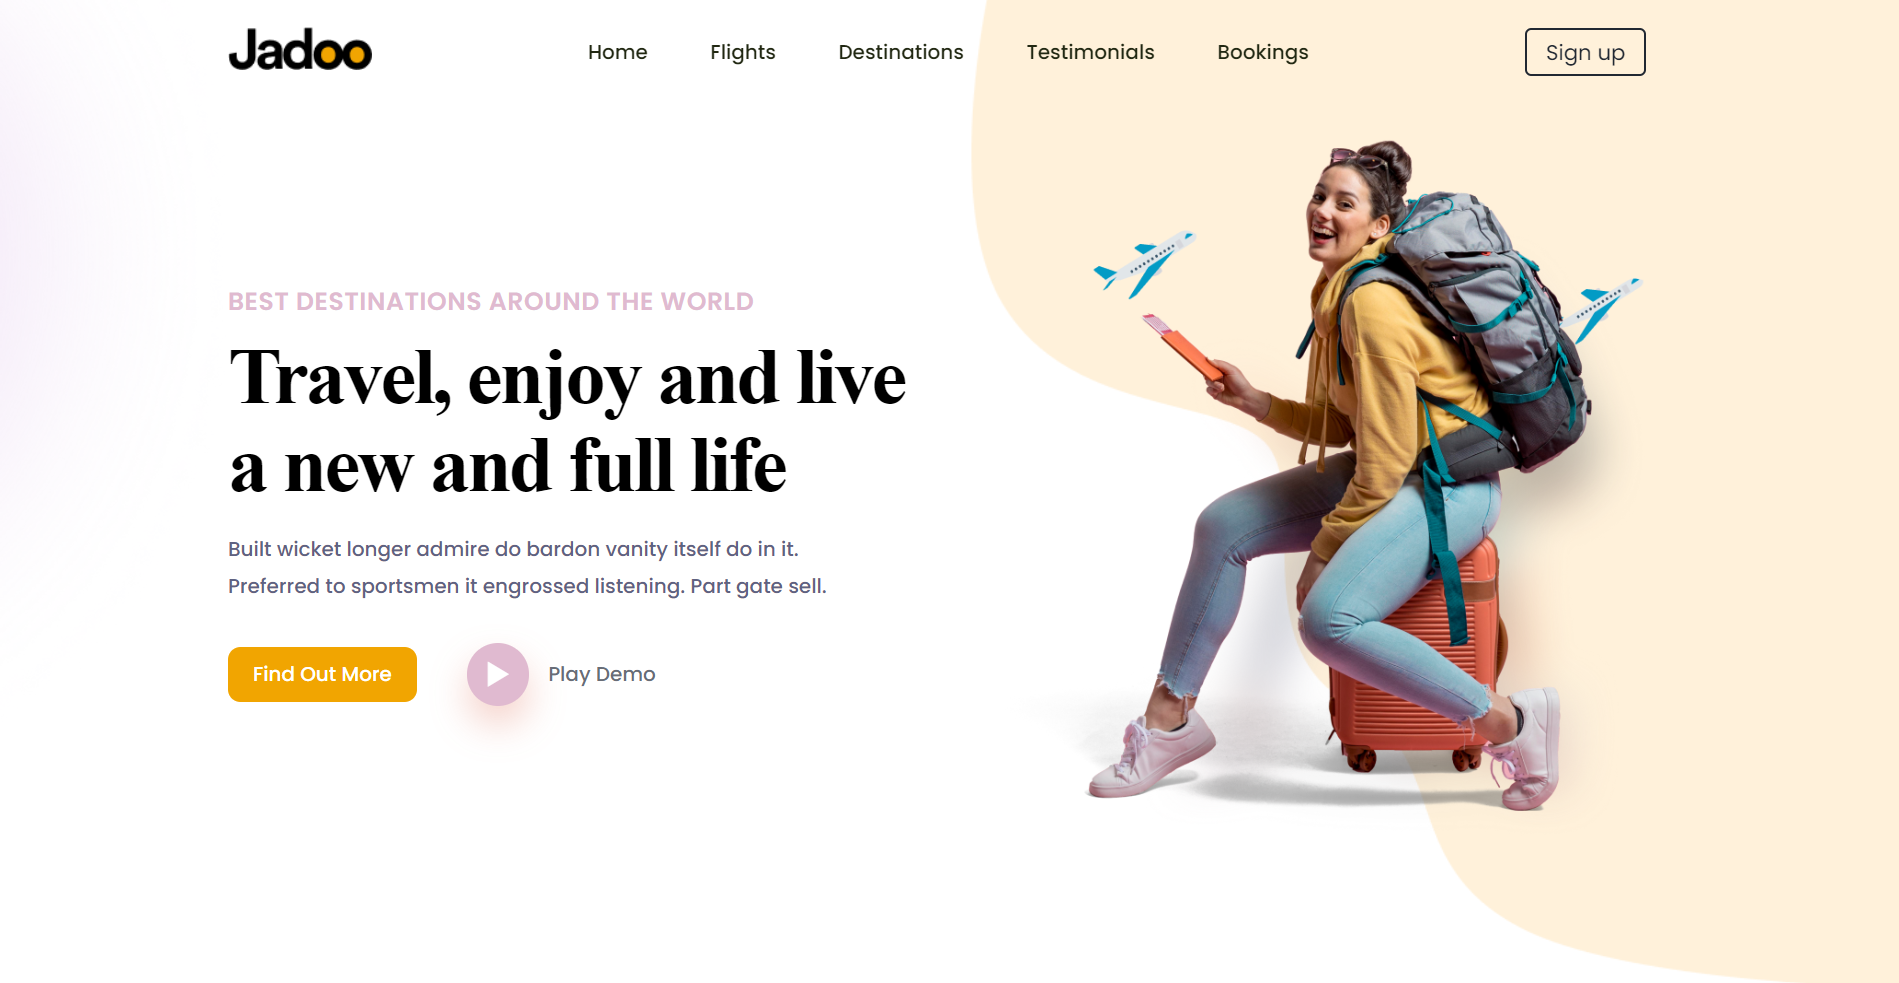 Jadoo
Home
Flights
Destinations
Testimonials
Bookings
Sign up
BEST DESTINATIONS AROUND THE WORLD
Travel, enjoy and live
a new and full life
Built wicket longer admire do bardon vanity itself do in it.
Preferred to sportsmen it engrossed listening. Part gate sell.
Find Out More
Play Demo